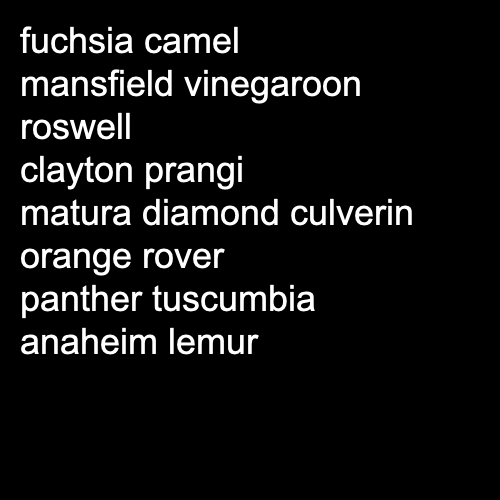 fuchsia camel
mansfield vinegaroon
roswell
clayton prangi
matura diamond culverin
orange rover
panther tuscumbia
anaheim lemur